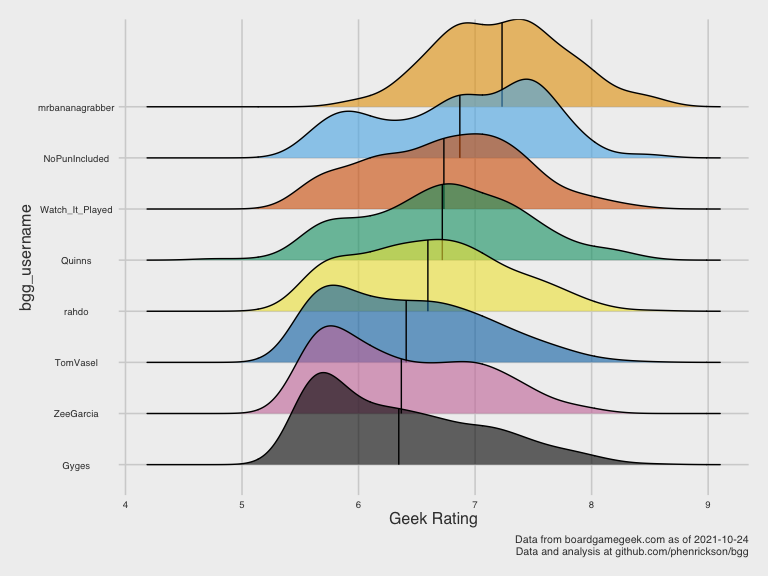 mrbananagrabber
NoPunIncluded
Watch_It_Played
Quinns
rahdo
TomVasel
ZeeGarcia
Gyges
bgg_username
4 5 6 7 8 9
Geek Rating
Data from boardgamegeek.com as of 2021-10-24
Data and analysis at github.com/phenrickson/bgg